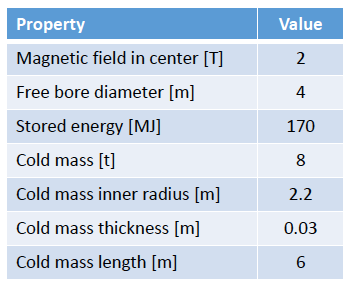 Property Value
Magnetic field in center [T] 2
Free bore diameter [m] 4
Stored energy [MJ] 170
Cold mass [t] 8
Cold mass inner radius [m] 2.2
Cold mass thickness [m] 0.03
Cold mass length [m] 6